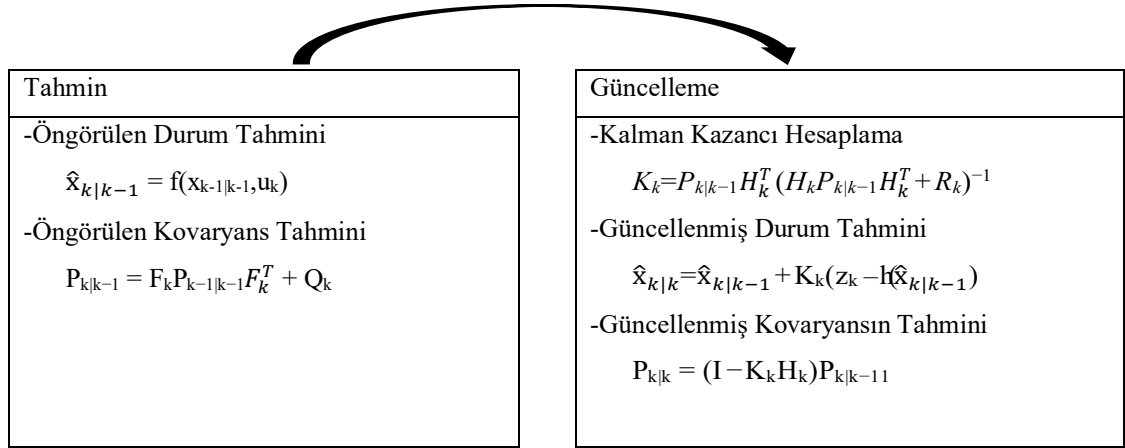 Tahmin
-Öngörülen Durum Tahmini
x̂ₖ|ₖ₋₁ = f(xₖ₋₁|ₖ₋₁,uₖ)
-Öngörülen Kovaryans Tahmini
Pₖ|ₖ₋₁ = FₖPₖ₋₁|ₖ₋₁Fₖᵀ + Qₖ
Güncelleme
-Kalman Kazancı Hesaplama
Kₖ=Pₖ|ₖ₋₁Hₖᵀ(HₖPₖ|ₖ₋₁Hₖᵀ+Rₖ)⁻¹
-Güncellenmiş Durum Tahmini
x̂ₖ|ₖ=x̂ₖ|ₖ₋₁+Kₖ(zₖ–h(x̂ₖ|ₖ₋₁)
-Güncellenmiş Kovaryansın Tahmini
Pₖ|ₖ = (I−KₖHₖ)Pₖ|ₖ₋₁₁